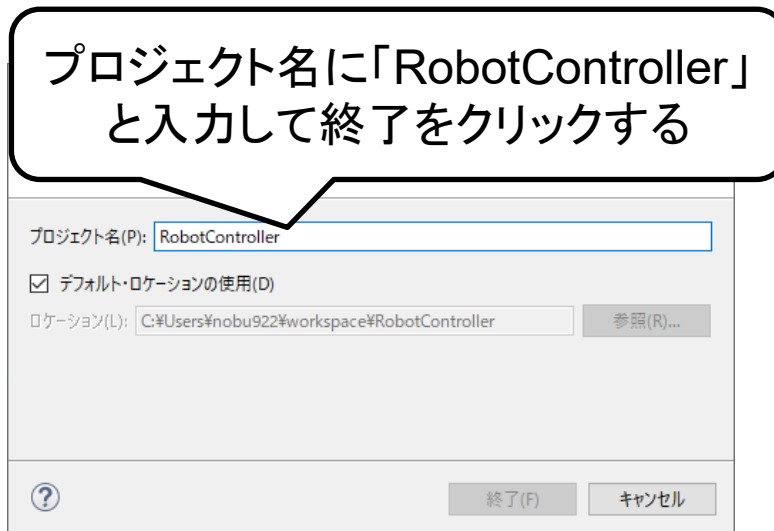 プロジェクト名に「RobotController」
と入力して終了をクリックする
プロジェクト名(P): RobotController
デフォルト・ロケーションの使用(D)
ロケーション(L): C:¥Users¥nobu922¥workspace¥RobotController 参照(R)...
? 終了(F) キャンセル